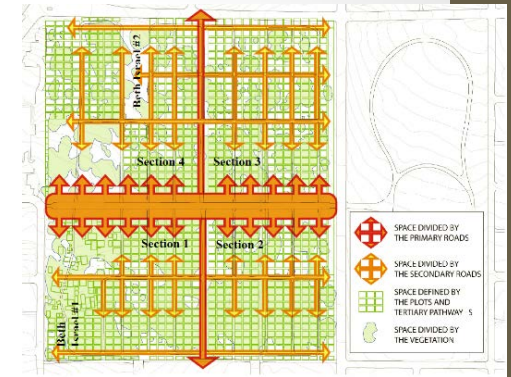 Beth Israel #2
Section 4
Section 3
Section 1
Section 2
Beth
Israel #1
SPACE DIVIDED BY
THE PRIMARY ROADS
SPACE DIVIDED BY
THE SECONDARY ROADS
SPACE DEFINED BY
THE PLOTS AND
TERTIARY PATHWAY S
SPACE DIVIDED BY
THE VEGETATION